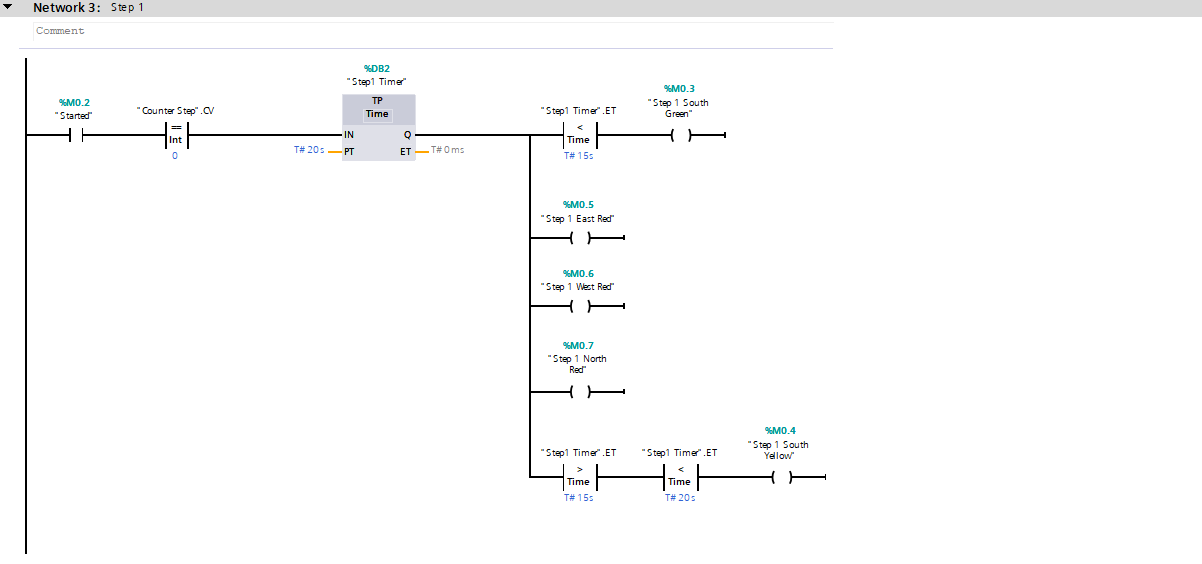 Network 3: Step 1
Comment
%M0.2
"Started"
"Counter Step".CV
==
Int
0
%DB2
"Step1 Timer"
TP
Time
IN
Q
T#20s
PT
ET
T#0ms
"Step1 Timer".ET
<
Time
T#15s
%M0.3
"Step 1 South
Green"
%M0.5
"Step 1 East Red"
%M0.6
"Step 1 West Red"
%M0.7
"Step 1 North
Red"
"Step1 Timer".ET
>
Time
T#15s
"Step1 Timer".ET
<
Time
T#20s
%M0.4
"Step 1 South
Yellow"